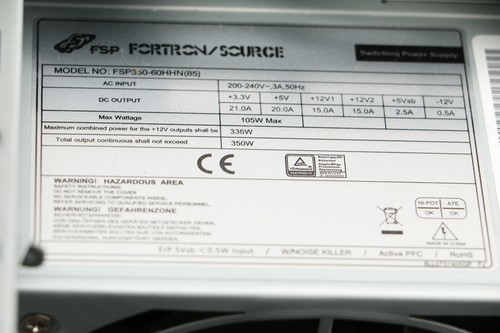 FSP FORTRON/SOURCE
Switching Power Supply
MODEL NO: FSP350-60HHN(85)
AC INPUT 200-240V~,3A,50Hz
DC OUTPUT +3.3V +5V +12V1 +12V2 +5Vsb -12V
21.0A 20.0A 15.0A 15.0A 2.5A 0.5A
Max Wattage 105W Max
Maximum combined power for the +12V outputs shall be 336W
Total output continuous shall not exceed 350W
CE
WARNING! HAZARDOUS AREA
SAFETY INSTRUCTIONS:
DO NOT REMOVE THE COVER
NO SERVICEABLE COMPONENTS INSIDE,
REFER SERVICING TO QUALIFIED SERVICE PERSONNEL.
WARNUNG! GEFAHRENZONE
HI-POT ATE
OK OK
MADE IN CHINA
ErP 5Vsb <0.5W Input / W/NOISE KILLER / Active PFC / RoHS